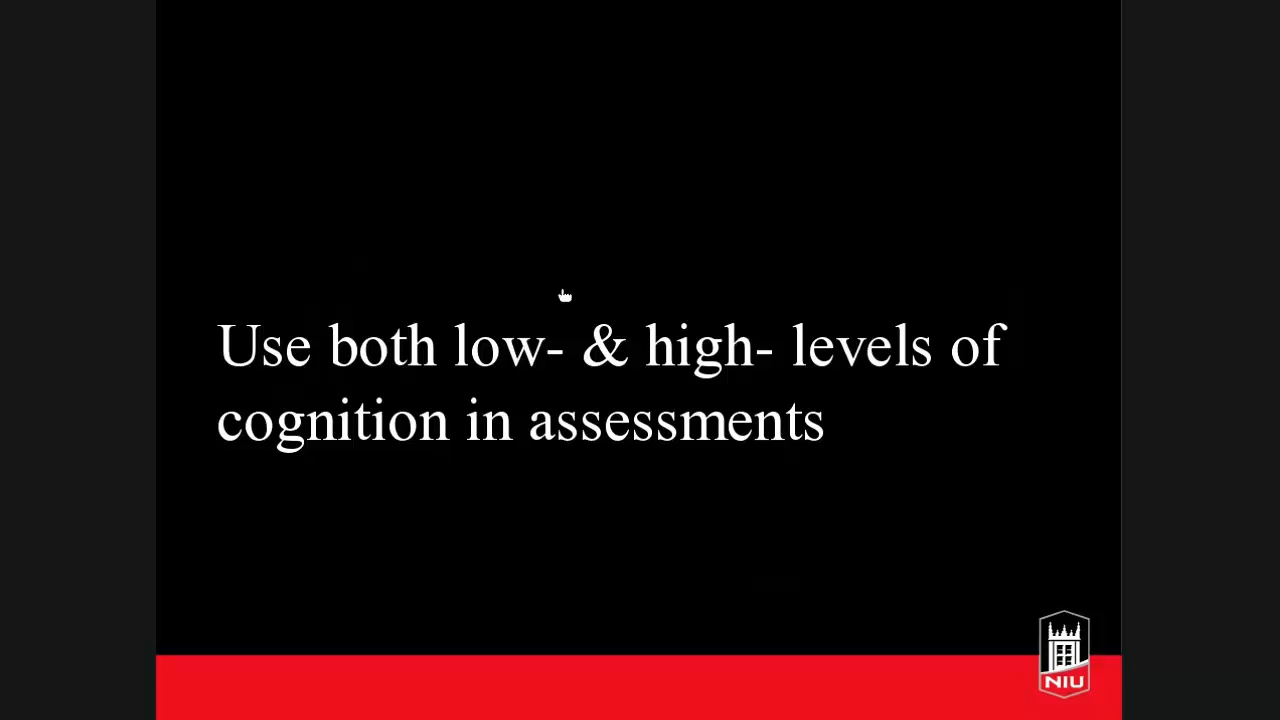 Use both low- & high- levels of
cognition in assessments
NIU